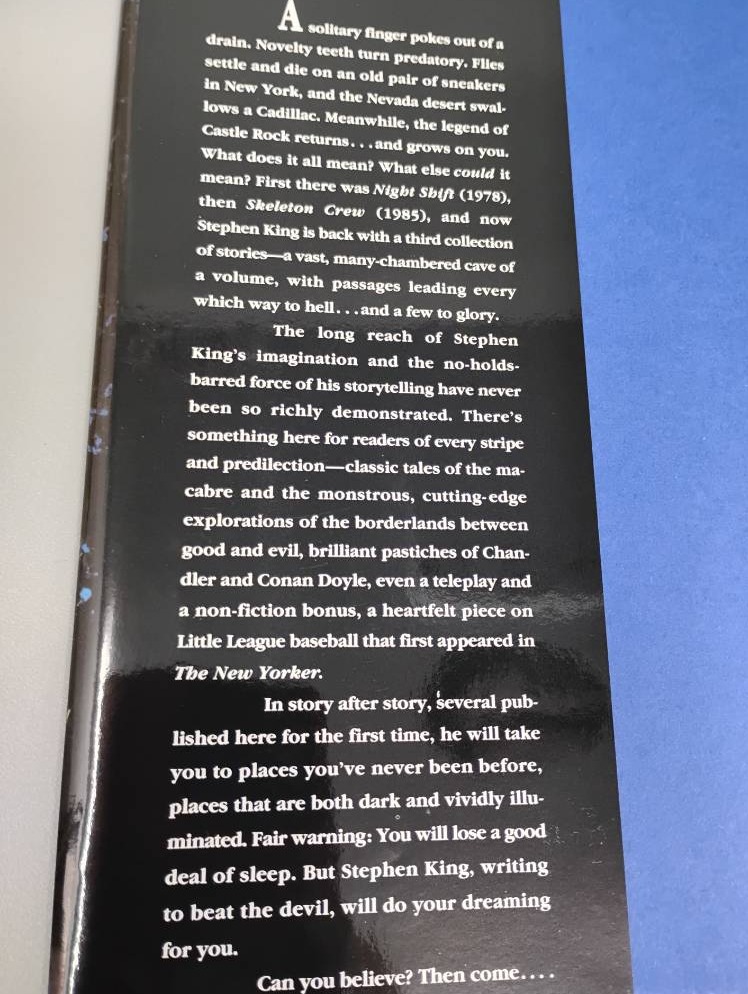 A solitary finger pokes out of a
drain. Novelty teeth turn predatory. Flies
settle and die on an old pair of sneakers
in New York, and the Nevada desert swal-
lows a Cadillac. Meanwhile, the legend of
Castle Rock returns...and grows on you.
What does it all mean? What else could it
mean? First there was Night Shift (1978),
then Skeleton Crew (1985), and now
Stephen King is back with a third collection
of stories—a vast, many-chambered cave of
a volume, with passages leading every
which way to hell...and a few to glory.
The long reach of Stephen
King's imagination and the no-holds-
barred force of his storytelling have never
been so richly demonstrated. There's
something here for readers of every stripe
and predilection—classic tales of the ma-
cabre and the monstrous, cutting-edge
explorations of the borderlands between
good and evil, brilliant pastiches of Chan-
dler and Conan Doyle, even a teleplay and
a non-fiction bonus, a heartfelt piece on
Little League baseball that first appeared in
The New Yorker.
In story after story, several pub-
lished here for the first time, he will take
you to places you've never been before,
places that are both dark and vividly illu-
minated. Fair warning: You will lose a good
deal of sleep. But Stephen King, writing
to beat the devil, will do your dreaming
for you.
Can you believe? Then come....